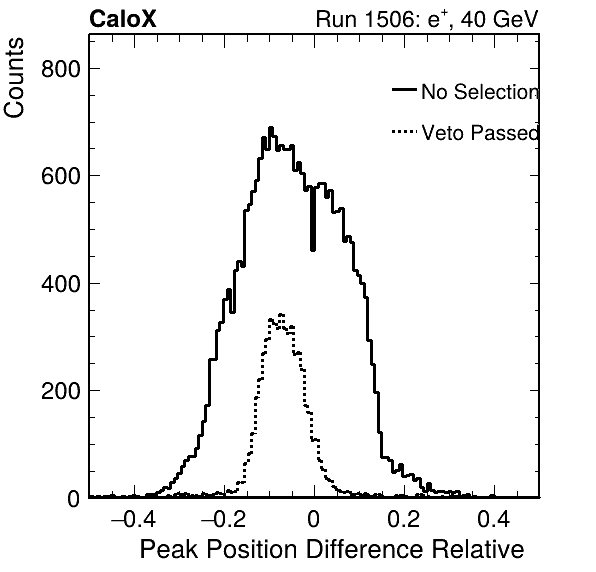 CaloX Run 1506: e+, 40 GeV
Counts
800
600
400
200
0
No Selection
Veto Passed
−0.4 −0.2 0 0.2 0.4
Peak Position Difference Relative